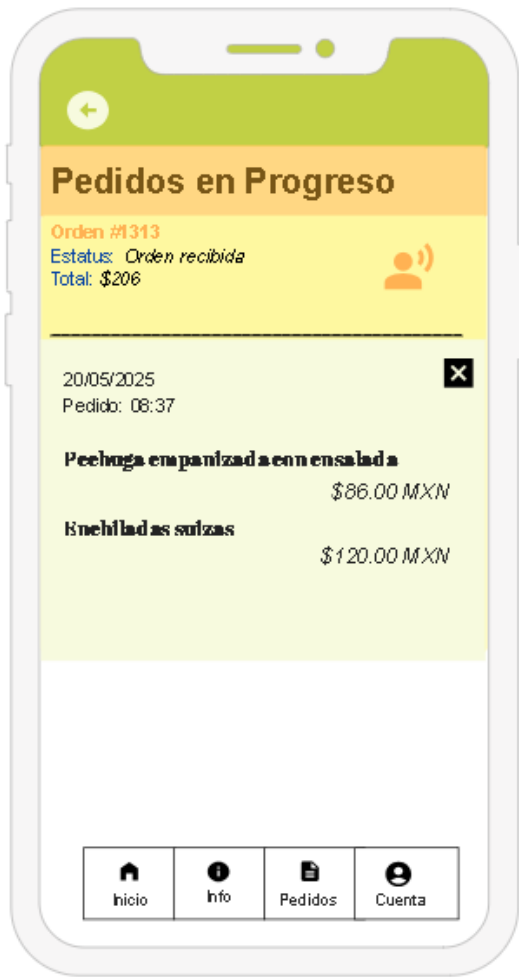 Pedidos en Progreso
Orden #1313
Estatus: Orden recibida
Total: $206
20/05/2025
Pedido: 08:37
Pechuga empanizada con ensalada
$86.00 MXN
Enchiladas suizas
$120.00 MXN
Inicio
Info
Pedidos
Cuenta